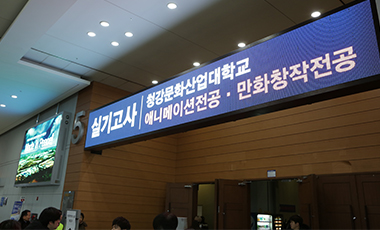 실기고사
청강문화산업대학교
애니메이션전공 · 만화창작전공